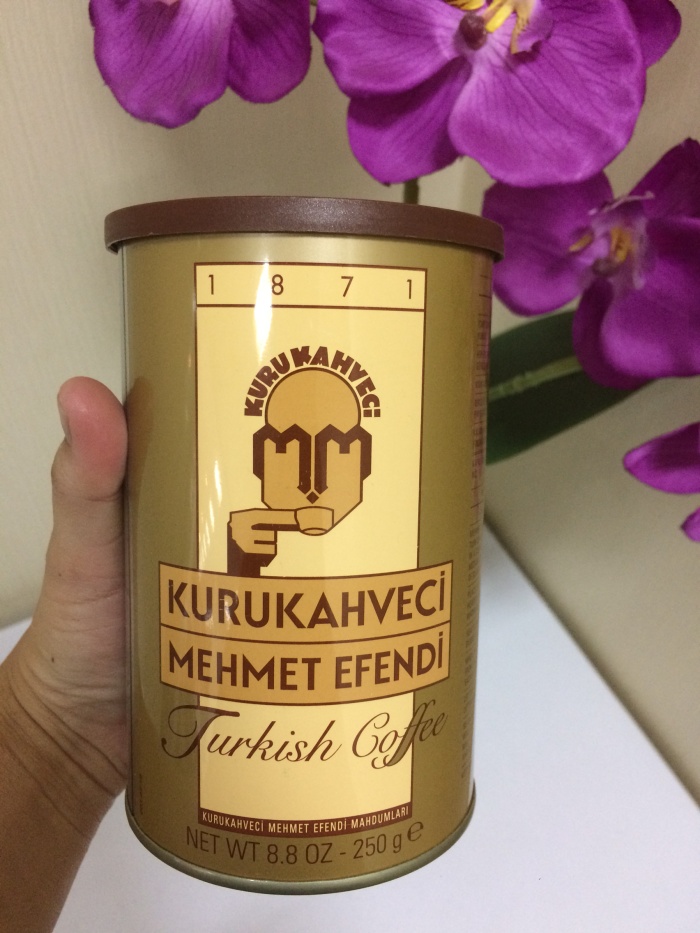 1 8 7 1
KURUKAHVECİ
MM
KURUKAHVECİ
MEHMET EFENDİ
Turkish Coffee
KURUKAHVECİ MEHMET EFENDİ MAHDUMLARI
NET WT 8.8 OZ - 250 g ℮